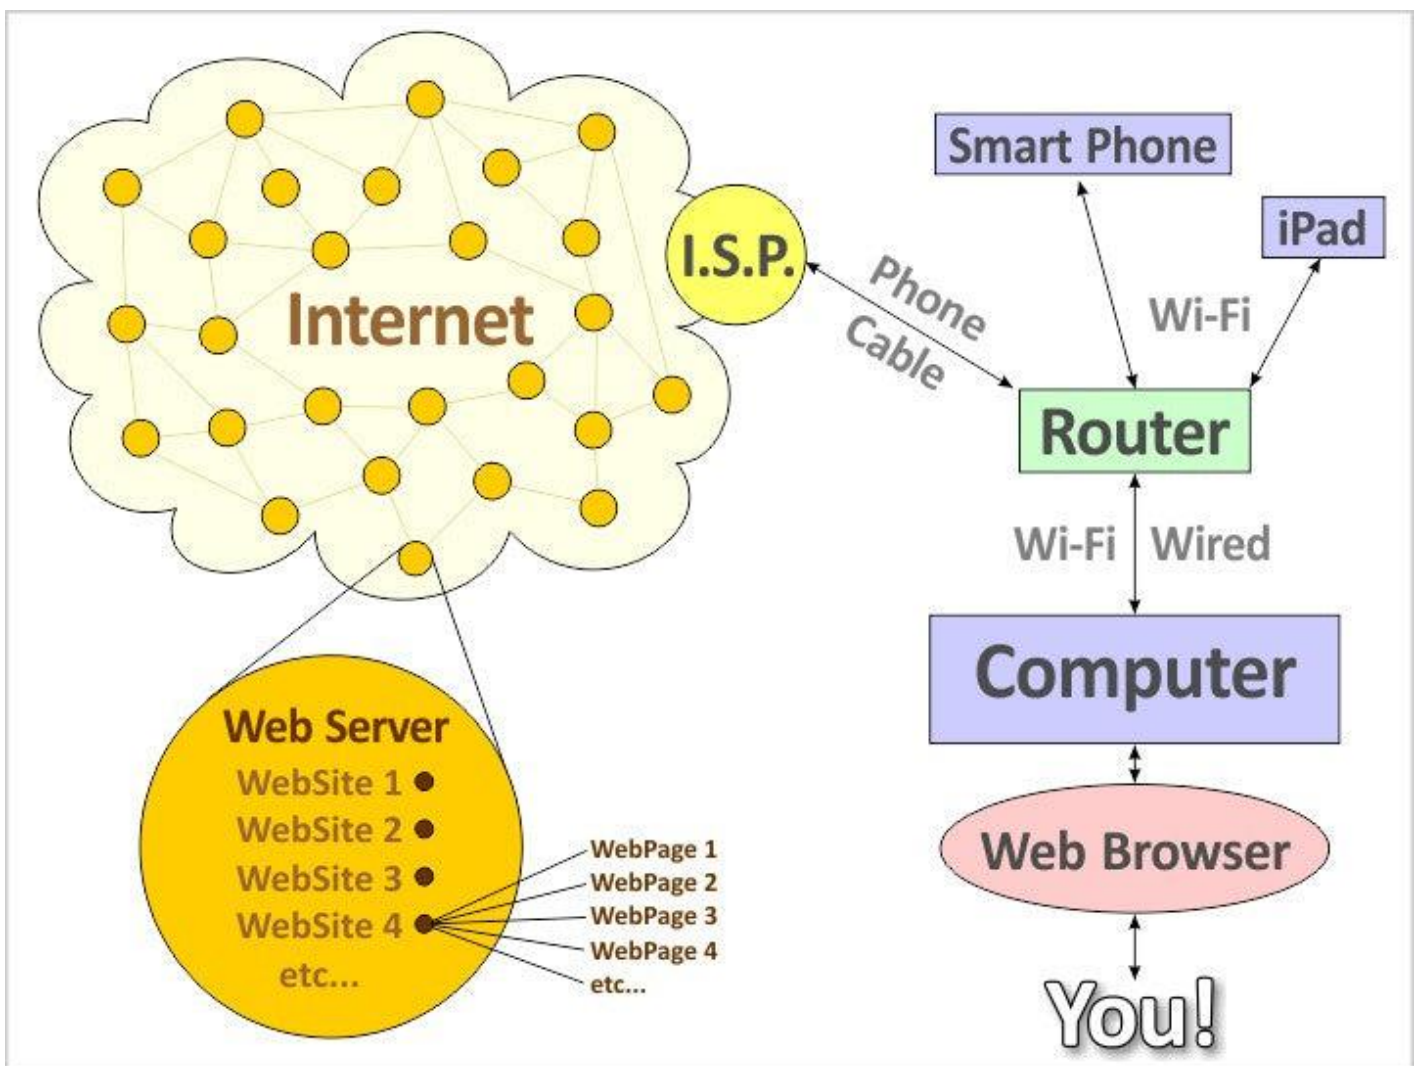 Internet
I.S.P.
Phone
Cable
Smart Phone
iPad
Wi-Fi
Router
Wi-Fi Wired
Computer
Web Browser
You!
Web Server
WebSite 1
WebSite 2
WebSite 3
WebSite 4
etc...
WebPage 1
WebPage 2
WebPage 3
WebPage 4
etc...